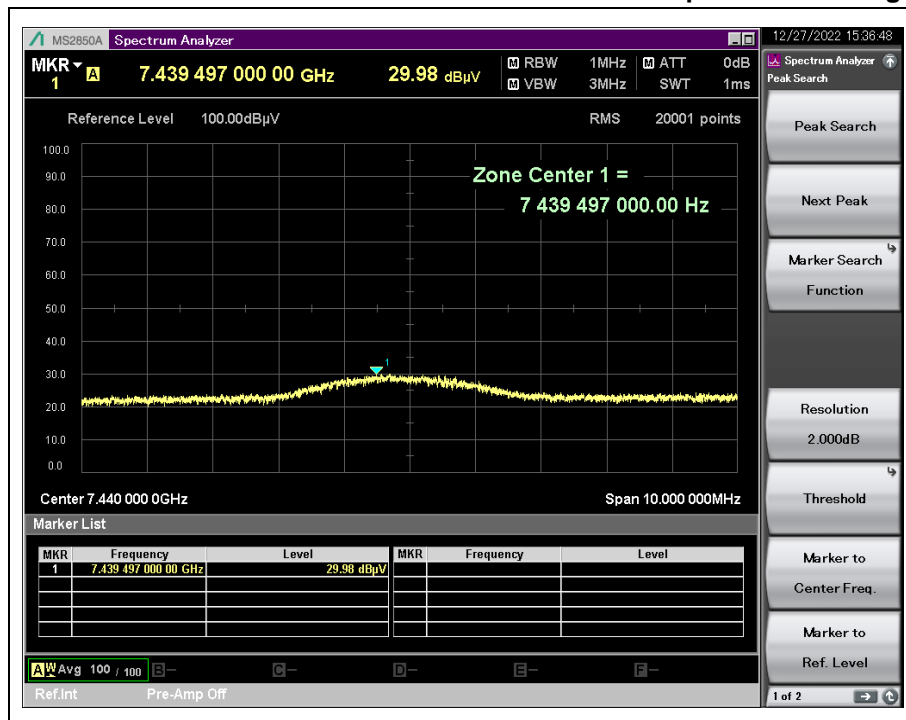 MS2850A Spectrum Analyzer
12/27/2022 15:36:48
MKR 1 A 7.439 497 000 00 GHz 29.98 dBµV
M RBW 1MHz M ATT 0dB
M VBW 3MHz SWT 1ms
Spectrum Analyzer
Peak Search
Reference Level 100.00dBµV RMS 20001 points
100.0
90.0
80.0
70.0
60.0
50.0
40.0
30.0
20.0
10.0
0.0
Zone Center 1 =
7 439 497 000.00 Hz
1
Center 7.440 000 0GHz Span 10.000 000MHz
Marker List
MKR Frequency Level MKR Frequency Level
1 7.439 497 000 00 GHz 29.98 dBµV
A W Avg 100 / 100 B- C- D- E- F-
Ref.Int Pre-Amp Off
Peak Search
Next Peak
Marker Search
Function
Resolution
2.000dB
Threshold
Marker to
Center Freq.
Marker to
Ref. Level
1 of 2